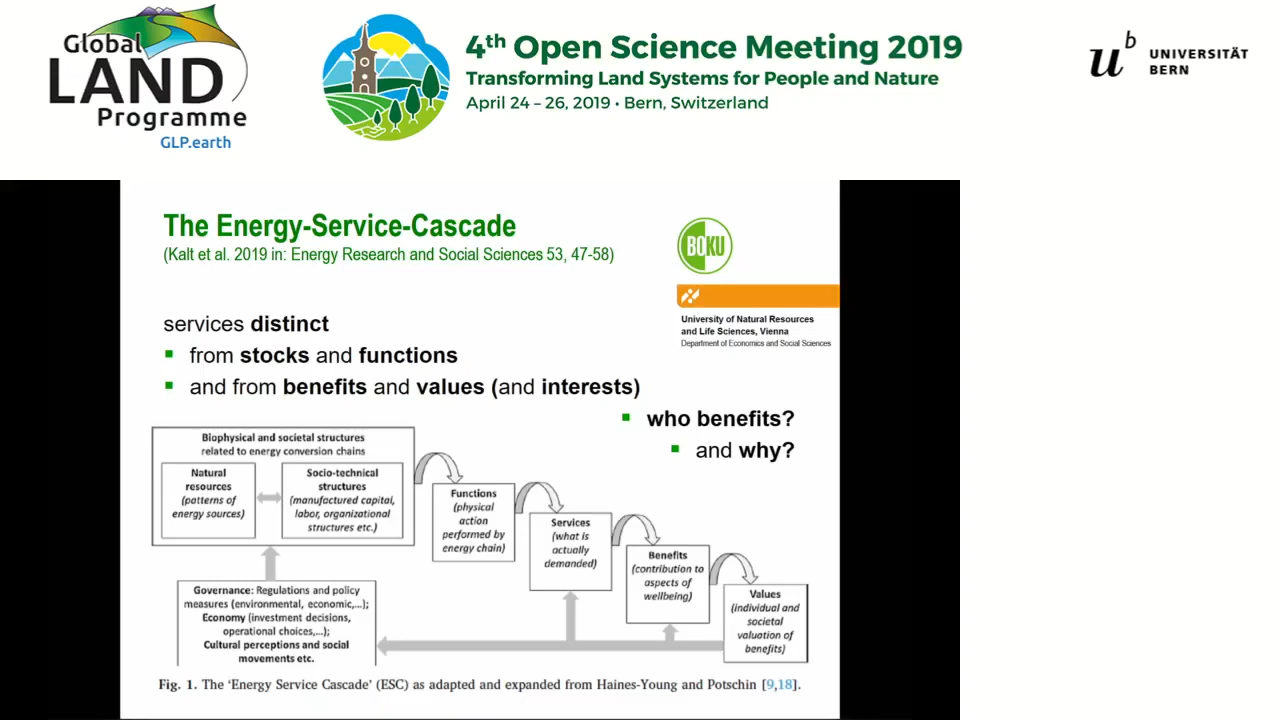 Global
LAND
Programme
GLP.earth
4th Open Science Meeting 2019
Transforming Land Systems for People and Nature
April 24 – 26, 2019 • Bern, Switzerland
u b
UNIVERSITÄT
BERN
The Energy-Service-Cascade
(Kalt et al. 2019 in: Energy Research and Social Sciences 53, 47-58)
BOKU
University of Natural Resources
and Life Sciences, Vienna
Department of Economics and Social Sciences
services distinct
▪ from stocks and functions
▪ and from benefits and values (and interests)
▪ who benefits?
▪ and why?
Biophysical and societal structures
related to energy conversion chains
Natural
resources
(patterns of
energy sources)
Socio-technical
structures
(manufactured capital,
labor, organizational
structures etc.)
Functions
(physical
action
performed by
energy chain)
Services
(what is
actually
demanded)
Benefits
(contribution to
aspects of
wellbeing)
Values
(individual and
societal
valuation of
benefits)
Governance: Regulations and policy
measures (environmental, economic,...);
Economy (investment decisions,
operational choices,...);
Cultural perceptions and social
movements etc.
Fig. 1. The ‘Energy Service Cascade’ (ESC) as adapted and expanded from Haines-Young and Potschin [9,18].